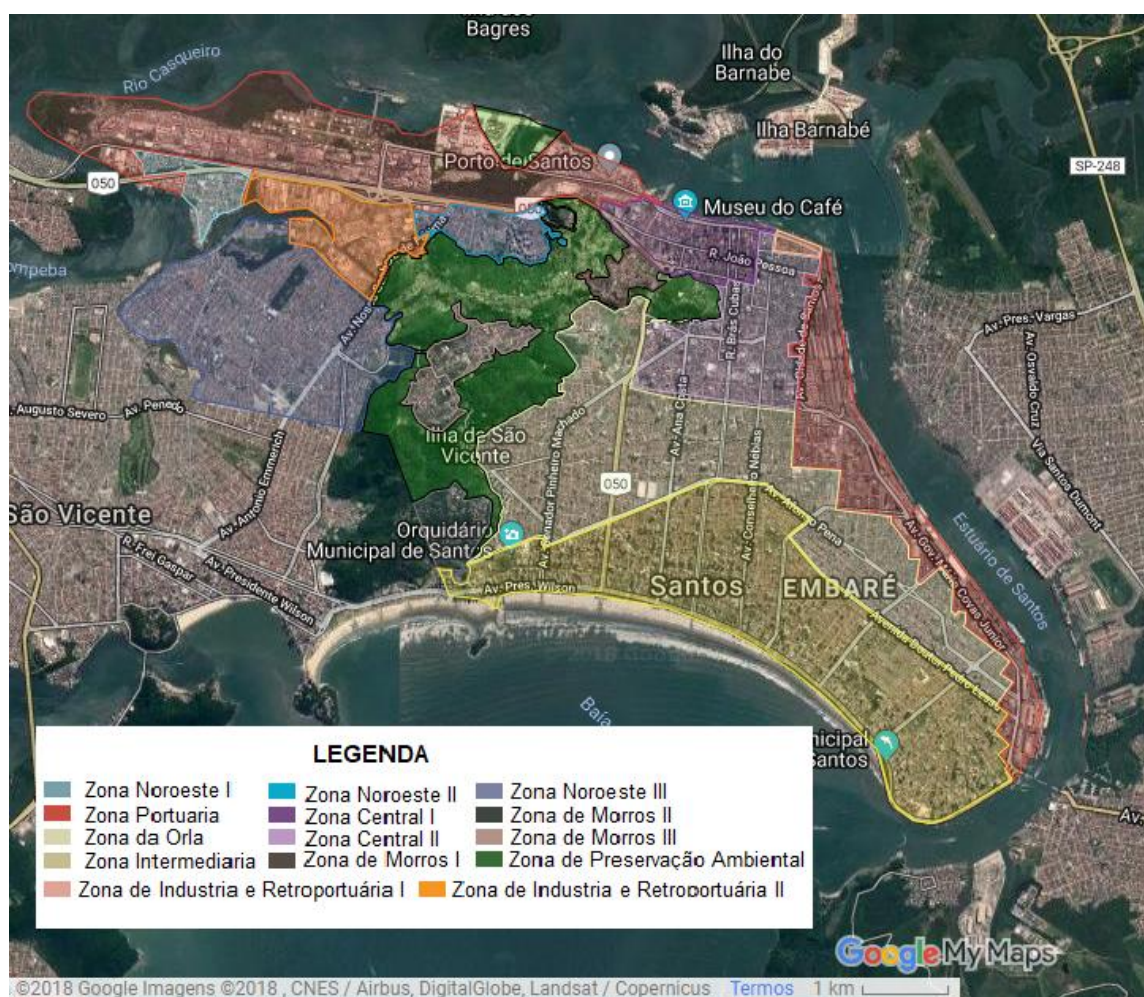 Bagres
Rio Casqueiro
Ilha do
Barnabe
Ilha Barnabé
Porto de Santos
SP-248
050
Museu do Café
R. João Pessoa
R. Brás Cubas
Av. Pres. Vargas
Av. Osvaldo Cruz
Via Santos Dumont
Av. Cidade de Santos
Av. Ana Costa
Augusto Severo
Av. Penedo
Av. Antonio Emmerich
Ilha de São
Vicente
Av. Senador Pinheiro Machado
050
Av. Conselheiro Nébias
Av. Afonso Pena
São Vicente
Orquidário
Municipal de Santos
R. Frei Gaspar
Av. Presidente Wilson
Av. Pres. Wilson
Santos
EMBARÉ
Estuário de Santos
Baía
nicipal
Santos
LEGENDA
Zona Noroeste I
Zona Noroeste II
Zona Noroeste III
Zona Portuaria
Zona Central I
Zona de Morros II
Zona da Orla
Zona Central II
Zona de Morros III
Zona Intermediaria
Zona de Morros I
Zona de Preservação Ambiental
Zona de Industria e Retroportuária I
Zona de Industria e Retroportuária II
Google My Maps
©2018 Google Imagens ©2018 , CNES / Airbus, DigitalGlobe, Landsat / Copernicus Termos 1 km